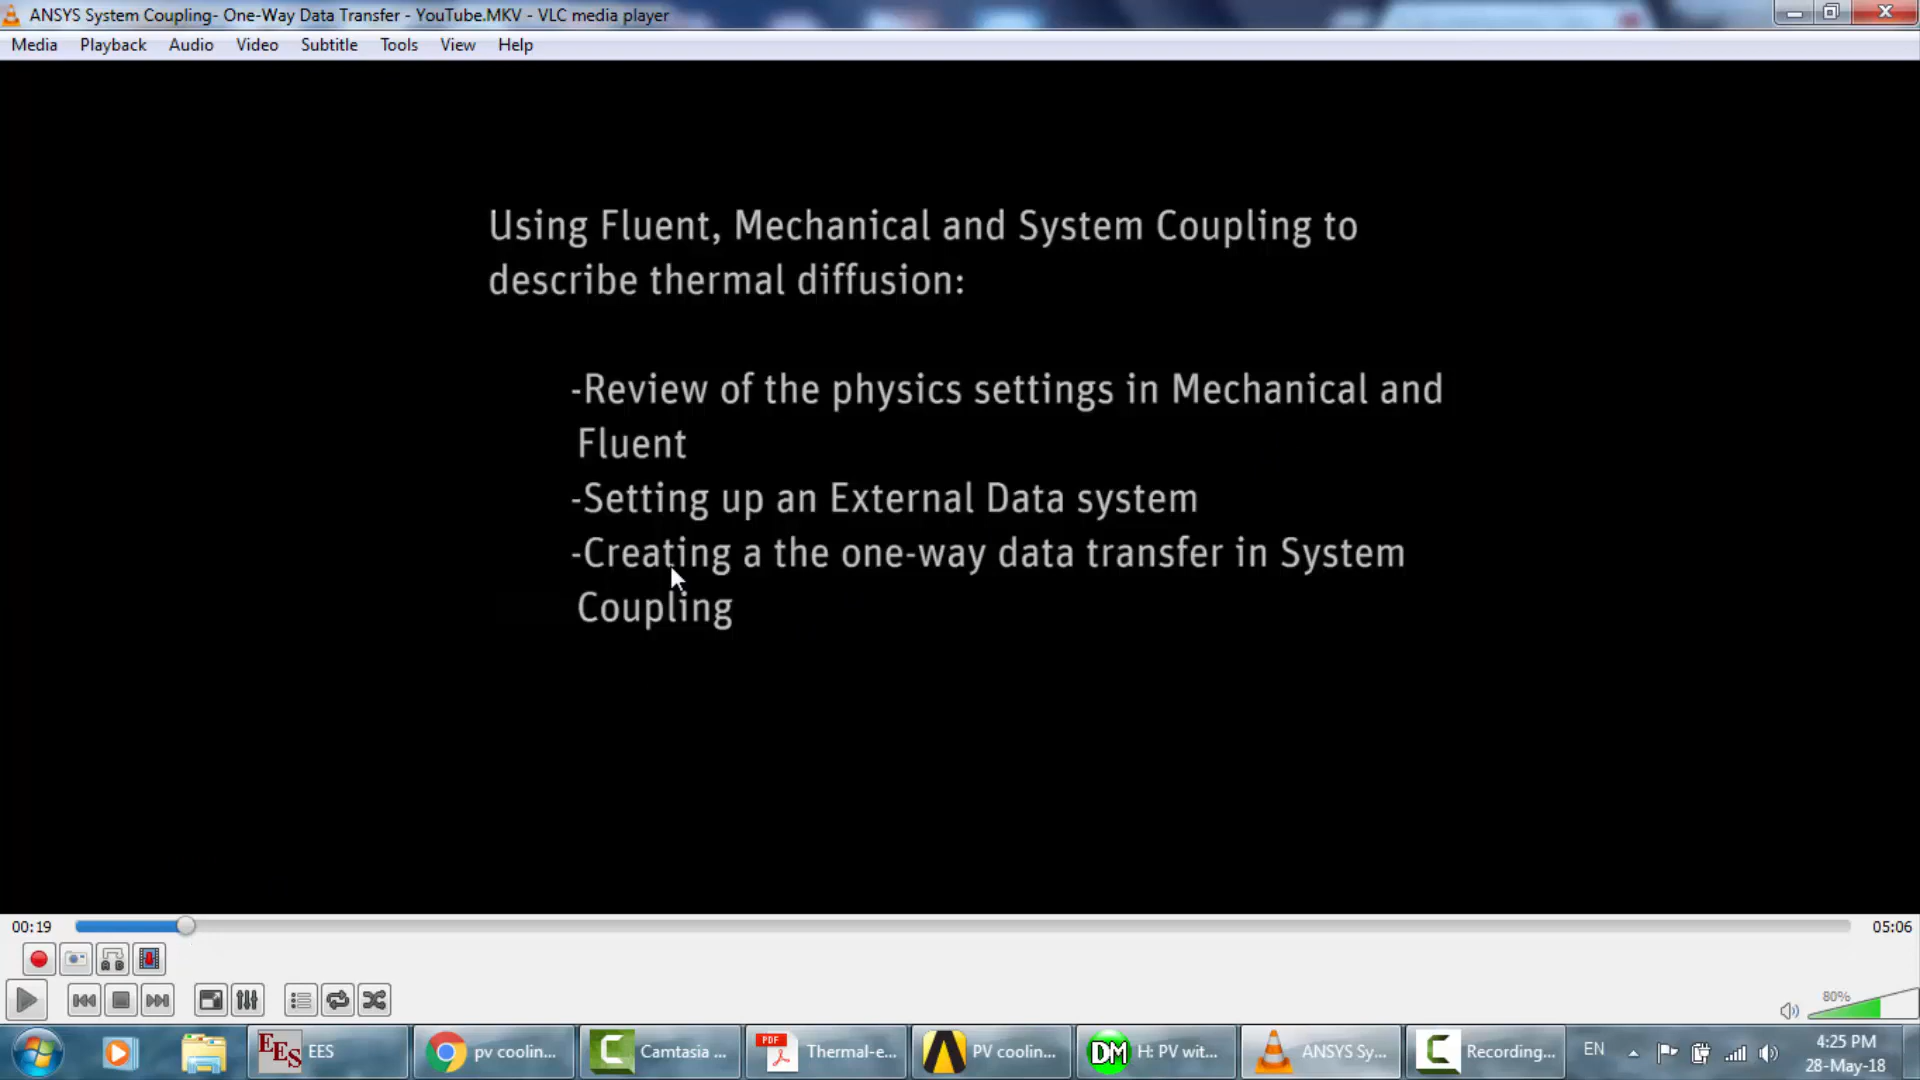 ANSYS System Coupling- One-Way Data Transfer - YouTube.MKV - VLC media player
Media Playback Audio Video Subtitle Tools View Help
Using Fluent, Mechanical and System Coupling to
describe thermal diffusion:
-Review of the physics settings in Mechanical and
Fluent
-Setting up an External Data system
-Creating a the one-way data transfer in System
Coupling
00:19 05:06
80%
EES EES pv coolin... Camtasia ... PDF Thermal-e... PV coolin... DM H: PV wit... ANSYS Sy... Recording... EN 4:25 PM
28-May-18